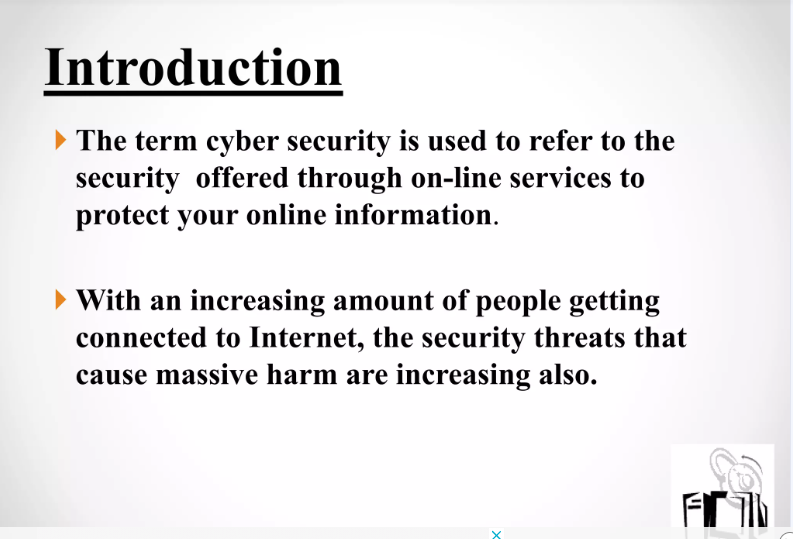 Introduction
The term cyber security is used to refer to the
security offered through on-line services to
protect your online information.
With an increasing amount of people getting
connected to Internet, the security threats that
cause massive harm are increasing also.